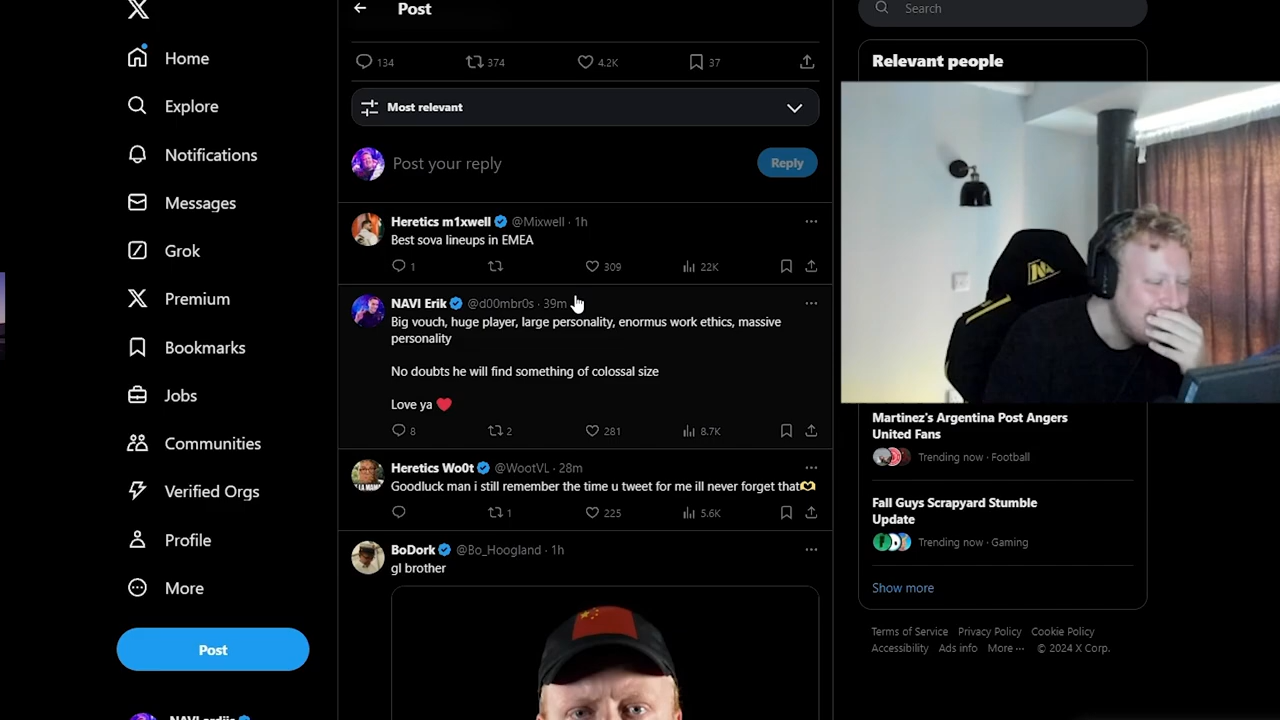 Post
Search
Home
Explore
Notifications
Messages
Grok
Premium
Bookmarks
Jobs
Communities
Verified Orgs
Profile
More
Post
134 374 4.2K 37
Most relevant
Post your reply
Reply
Heretics m1xwell @Mixwell · 1h
Best sova lineups in EMEA
1 309 22K
NAVI Erik @d00mbr0s · 39m
Big vouch, huge player, large personality, enormus work ethics, massive
personality
No doubts he will find something of colossal size
Love ya ❤️
8 2 281 8.7K
Heretics Wo0t @WootVL · 28m
Goodluck man i still remember the time u tweet for me ill never forget that🫶
1 225 5.6K
BoDork @Bo_Hoogland · 1h
gl brother
Relevant people
Martinez's Argentina Post Angers
United Fans
Trending now · Football
Fall Guys Scrapyard Stumble
Update
Trending now · Gaming
Show more
Terms of Service Privacy Policy Cookie Policy
Accessibility Ads info More ··· © 2024 X Corp.